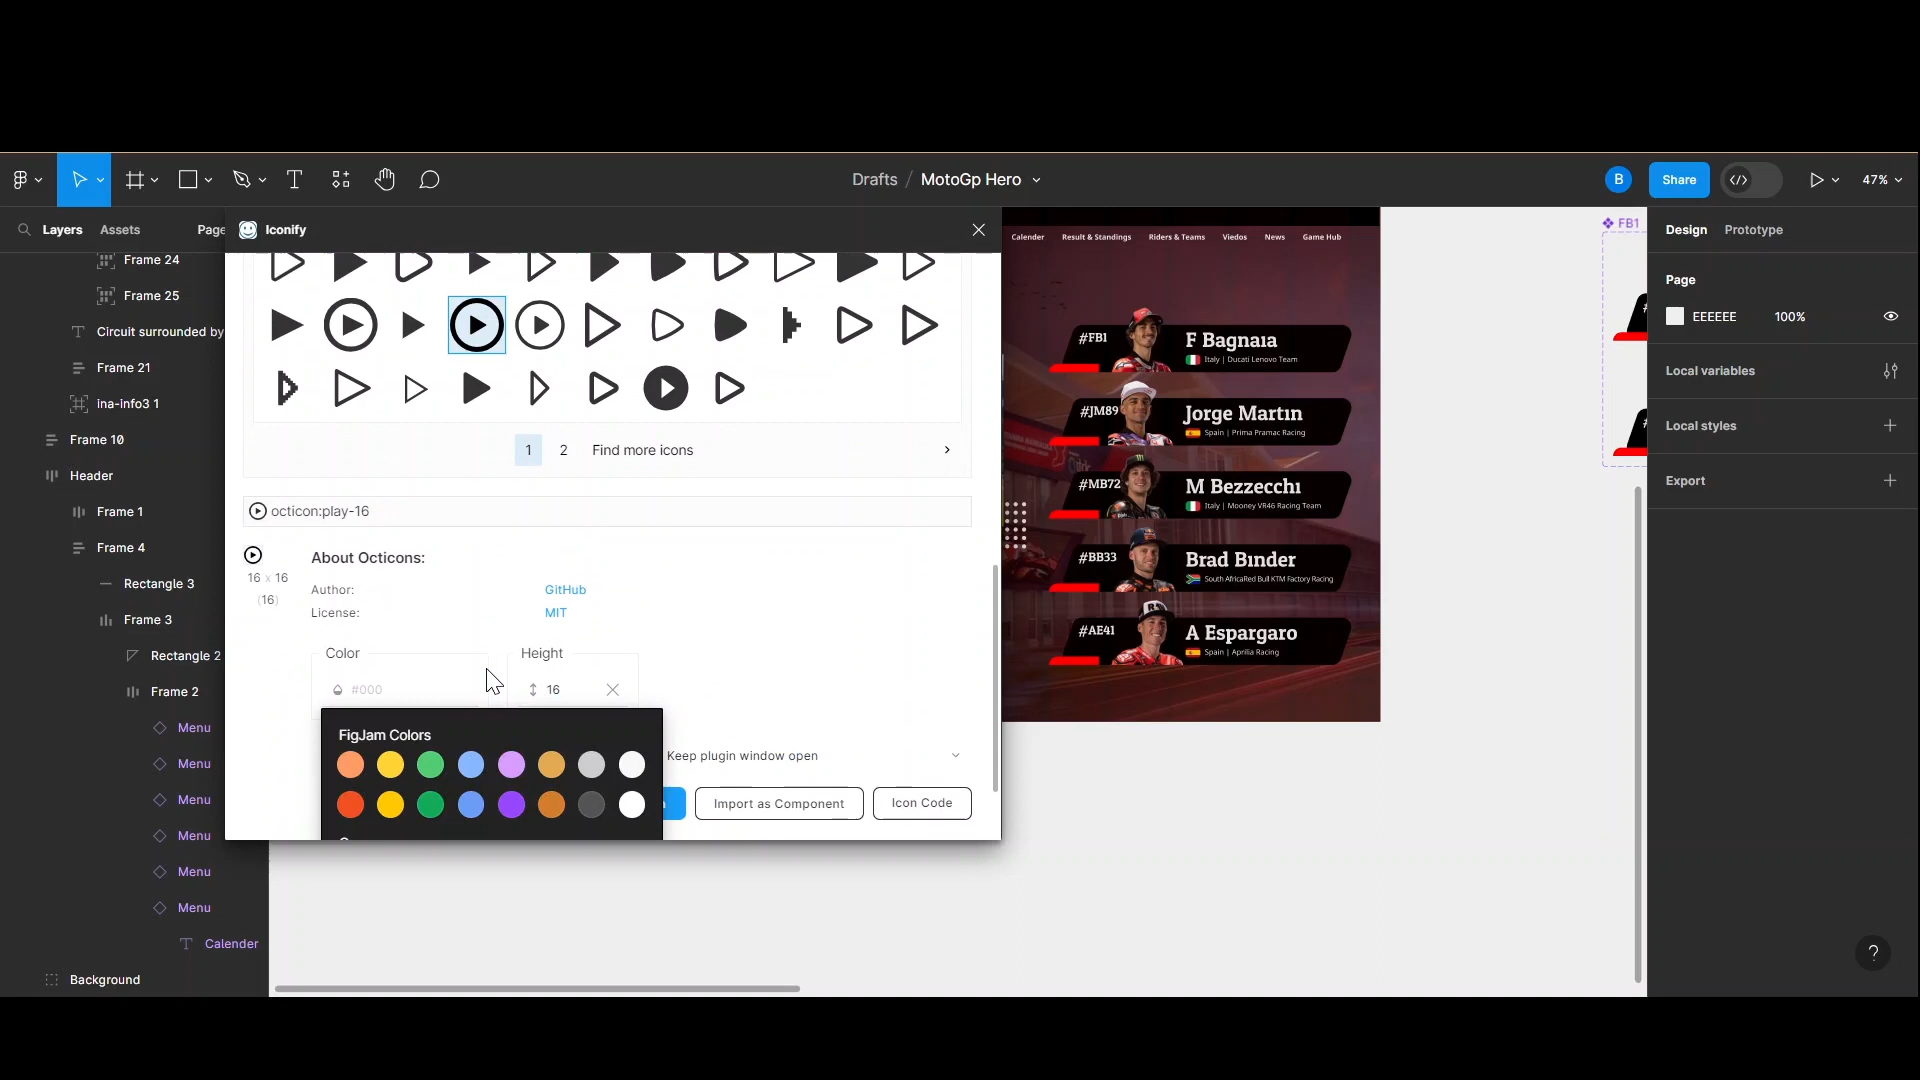 Drafts / MotoGp Hero
B
Share
47%
Layers
Assets
Page
Iconify
Design
Prototype
Frame 24
Frame 25
Circuit surrounded by
Frame 21
ina-info3 1
Frame 10
Header
Frame 1
Frame 4
Rectangle 3
Frame 3
Rectangle 2
Frame 2
Menu
Menu
Menu
Menu
Menu
Menu
Calender
Background
1 2 Find more icons
octicon:play-16
16 x 16
(16)
About Octicons:
Author: GitHub
License: MIT
Color
#000
Height
16
FigJam Colors
Keep plugin window open
Import as Component
Icon Code
Calender Result & Standings Riders & Teams Viedos News Game Hub
#FB1
F Bagnaıa
Italy | Ducati Lenovo Team
#JM89
Jorge Martın
Spain | Prima Pramac Racing
#MB72
M Bezzecchı
Italy | Mooney VR46 Racing Team
#BB33
Brad Bınder
South AfricaRed Bull KTM Factory Racing
#AE41
A Espargaro
Spain | Aprilia Racing
FB1
Page
EEEEEE 100%
Local variables
Local styles
Export
?